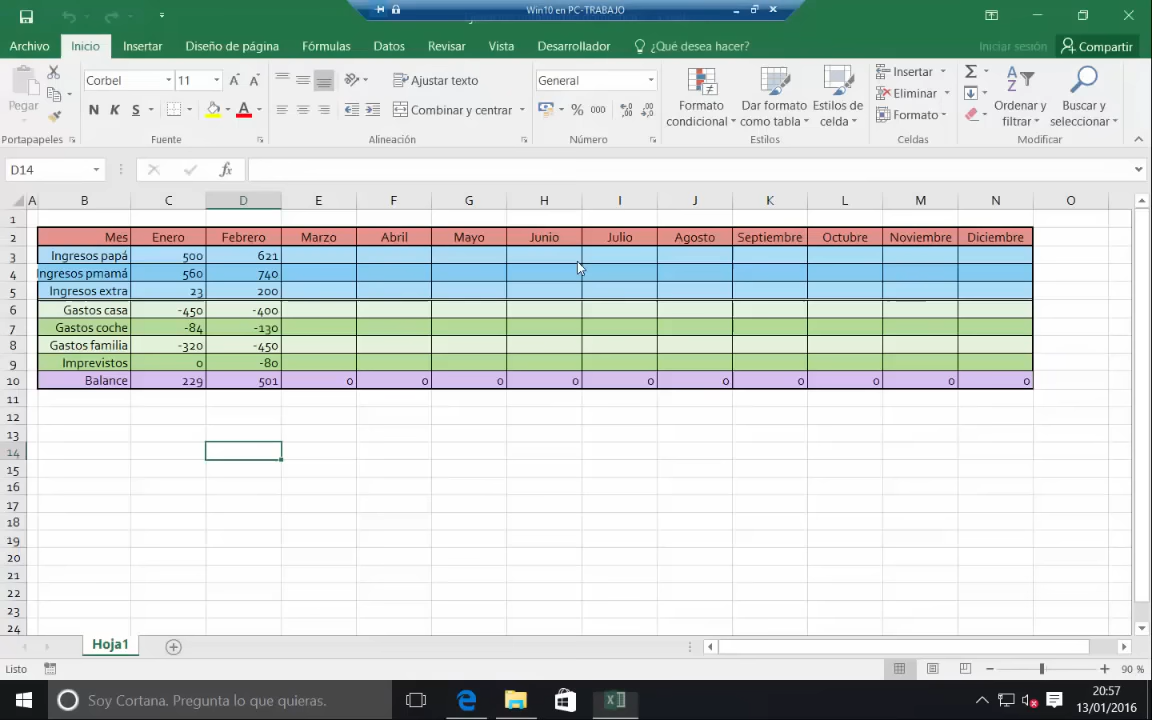 Win10 en PC-TRABAJO
Archivo Inicio Insertar Diseño de página Fórmulas Datos Revisar Vista Desarrollador ¿Qué desea hacer? Iniciar sesión Compartir
Pegar
Corbel 11
N K S
Ajustar texto
Combinar y centrar
General
% 000
Formato condicional
Dar formato como tabla
Estilos de celda
Insertar
Eliminar
Formato
Ordenar y filtrar
Buscar y seleccionar
Portapapeles Fuente Alineación Número Estilos Celdas Modificar
D14 fx
A B C D E F G H I J K L M N O
1
2 Mes Enero Febrero Marzo Abril Mayo Junio Julio Agosto Septiembre Octubre Noviembre Diciembre
3 Ingresos papá 500 621
4 Ingresos pmamá 560 740
5 Ingresos extra 23 200
6 Gastos casa -450 -400
7 Gastos coche -84 -130
8 Gastos familia -320 -450
9 Imprevistos 0 -80
10 Balance 229 501 0 0 0 0 0 0 0 0 0 0
11
12
13
14
15
16
17
18
19
20
21
22
23
24
Hoja1
Listo 90 %
Soy Cortana. Pregunta lo que quieras.
20:57
13/01/2016